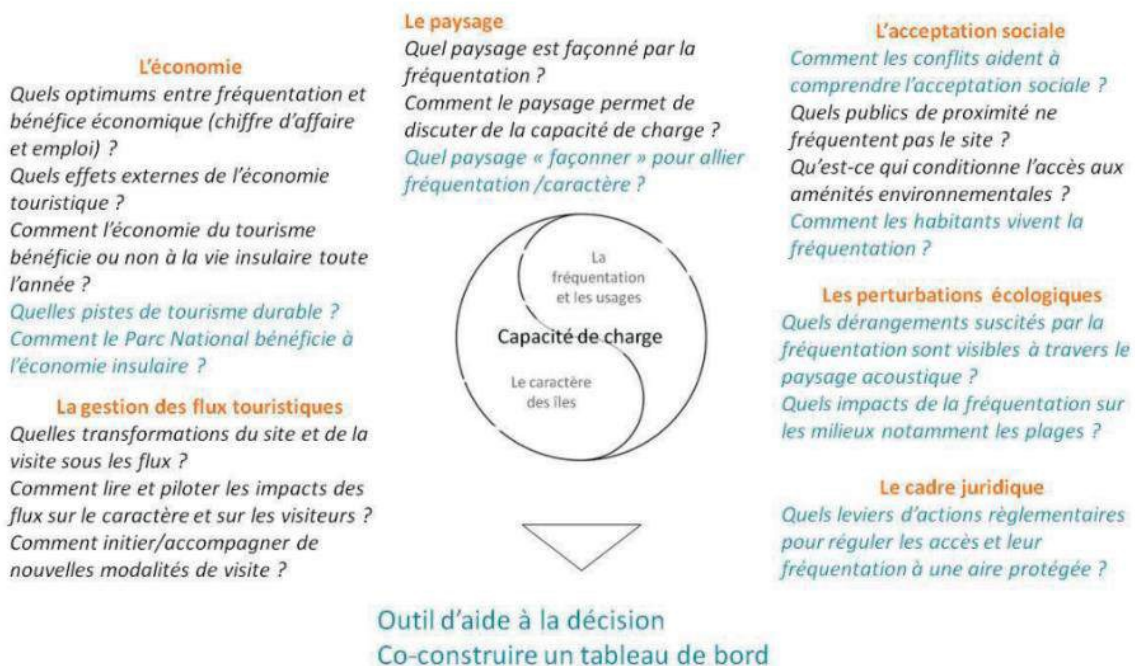 L'économie
Quels optimums entre fréquentation et
bénéfice économique (chiffre d'affaire
et emploi) ?
Quels effets externes de l'économie
touristique ?
Comment l'économie du tourisme
bénéficie ou non à la vie insulaire toute
l'année ?
Quelles pistes de tourisme durable ?
Comment le Parc National bénéficie à
l'économie insulaire ?
La gestion des flux touristiques
Quelles transformations du site et de la
visite sous les flux ?
Comment lire et piloter les impacts des
flux sur le caractère et sur les visiteurs ?
Comment initier/accompagner de
nouvelles modalités de visite ?
Le paysage
Quel paysage est façonné par la
fréquentation ?
Comment le paysage permet de
discuter de la capacité de charge ?
Quel paysage « façonner » pour allier
fréquentation /caractère ?
La
fréquentation
et les usages
Capacité de charge
Le caractère
des îles
L'acceptation sociale
Comment les conflits aident à
comprendre l'acceptation sociale ?
Quels publics de proximité ne
fréquentent pas le site ?
Qu'est-ce qui conditionne l'accès aux
aménités environnementales ?
Comment les habitants vivent la
fréquentation ?
Les perturbations écologiques
Quels dérangements suscités par la
fréquentation sont visibles à travers le
paysage acoustique ?
Quels impacts de la fréquentation sur
les milieux notamment les plages ?
Le cadre juridique
Quels leviers d'actions règlementaires
pour réguler les accès et leur
fréquentation à une aire protégée ?
Outil d'aide à la décision
Co-construire un tableau de bord